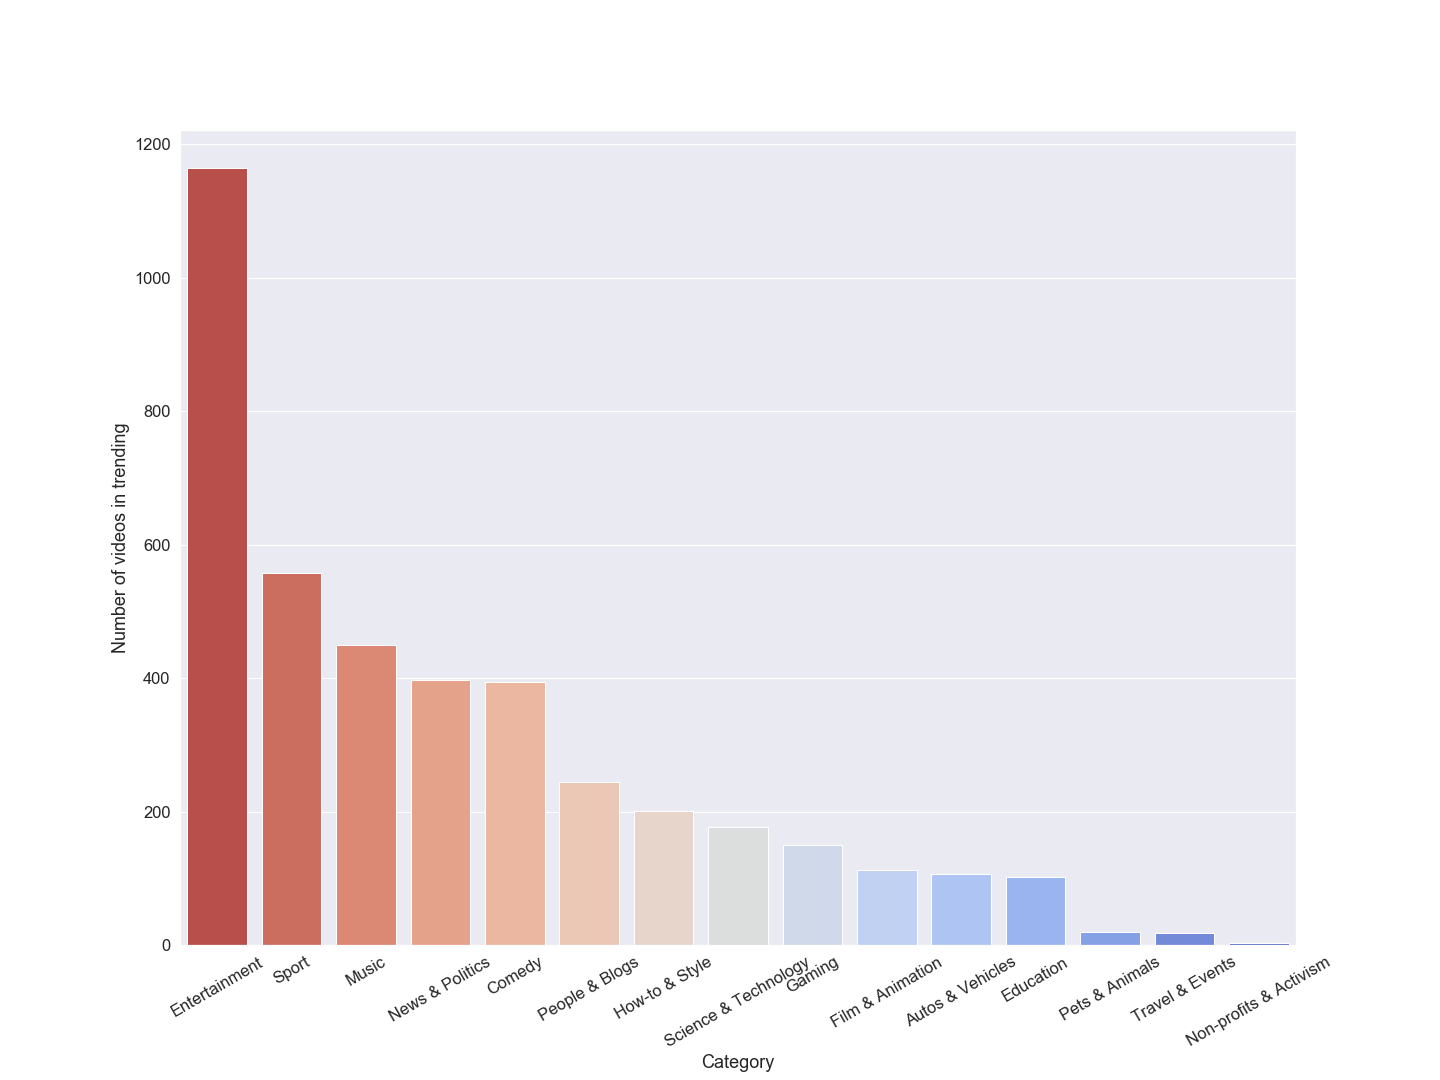 1200
1000
800
600
400
200
0
Number of videos in trending
Entertainment
Sport
Music
News & Politics
Comedy
People & Blogs
How-to & Style
Science & Technology
Gaming
Film & Animation
Autos & Vehicles
Education
Pets & Animals
Travel & Events
Non-profits & Activism
Category